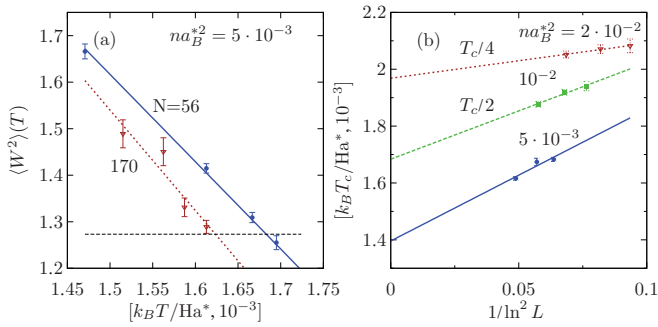 (a)
na_B^{*2} = 5 · 10^{-3}
N=56
170
⟨W^2⟩(T)
1.7
1.6
1.5
1.4
1.3
1.2
1.45
1.5
1.55
1.6
1.65
1.7
1.75
[k_B T/Ha*, 10^{-3}]
(b)
na_B^{*2} = 2 · 10^{-2}
T_c/4
10^{-2}
T_c/2
5 · 10^{-3}
[k_B T_c/Ha*, 10^{-3}]
2.2
2
1.8
1.6
1.4
0
0.05
0.1
1/ln^2 L